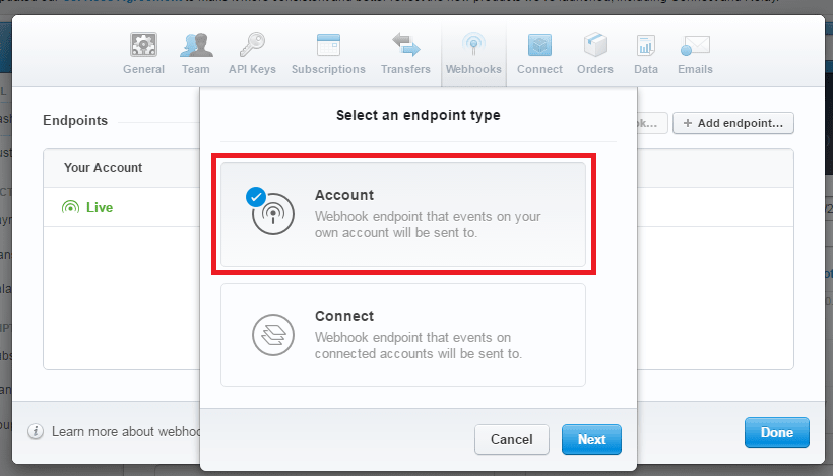 General Team API Keys Subscriptions Transfers Webhooks Connect Orders Data Emails
Select an endpoint type
Endpoints
+ Add endpoint...
Your Account
Live
Account
Webhook endpoint that events on your
own account will be sent to.
Connect
Webhook endpoint that events on
connected accounts will be sent to.
Learn more about
Cancel
Next
Done